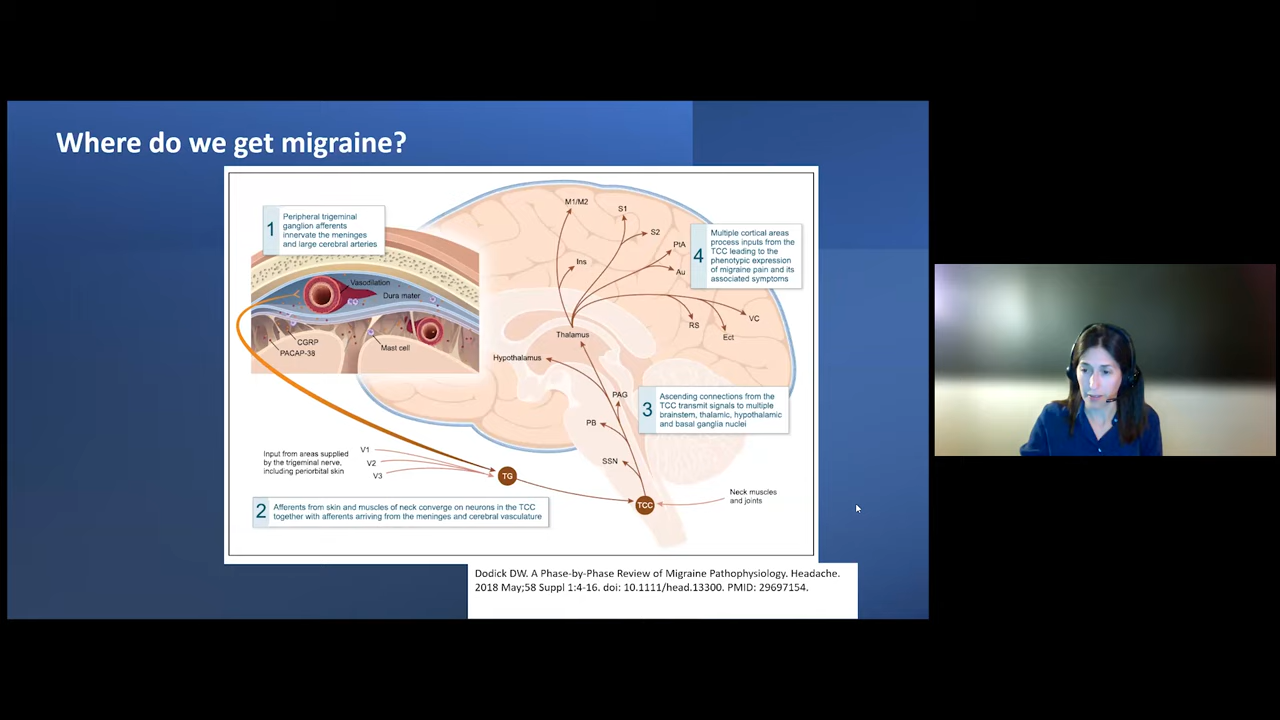 Where do we get migraine?
1
Peripheral trigeminal
ganglion afferents
innervate the meninges
and large cerebral arteries
Vasodilation
Dura mater
CGRP
PACAP-38
Mast cell
M1/M2
S1
S2
PtA
Ins
Au
4
Multiple cortical areas
process inputs from the
TCC leading to the
phenotypic expression
of migraine pain and its
associated symptoms
VC
RS
Ect
Thalamus
Hypothalamus
PAG
PB
SSN
3
Ascending connections from the
TCC transmit signals to multiple
brainstem, thalamic, hypothalamic
and basal ganglia nuclei
Input from areas supplied
by the trigeminal nerve,
including periorbital skin
V1
V2
V3
TG
TCC
Neck muscles
and joints
2
Afferents from skin and muscles of neck converge on neurons in the TCC
together with afferents arriving from the meninges and cerebral vasculature
Dodick DW. A Phase-by-Phase Review of Migraine Pathophysiology. Headache.
2018 May;58 Suppl 1:4-16. doi: 10.1111/head.13300. PMID: 29697154.